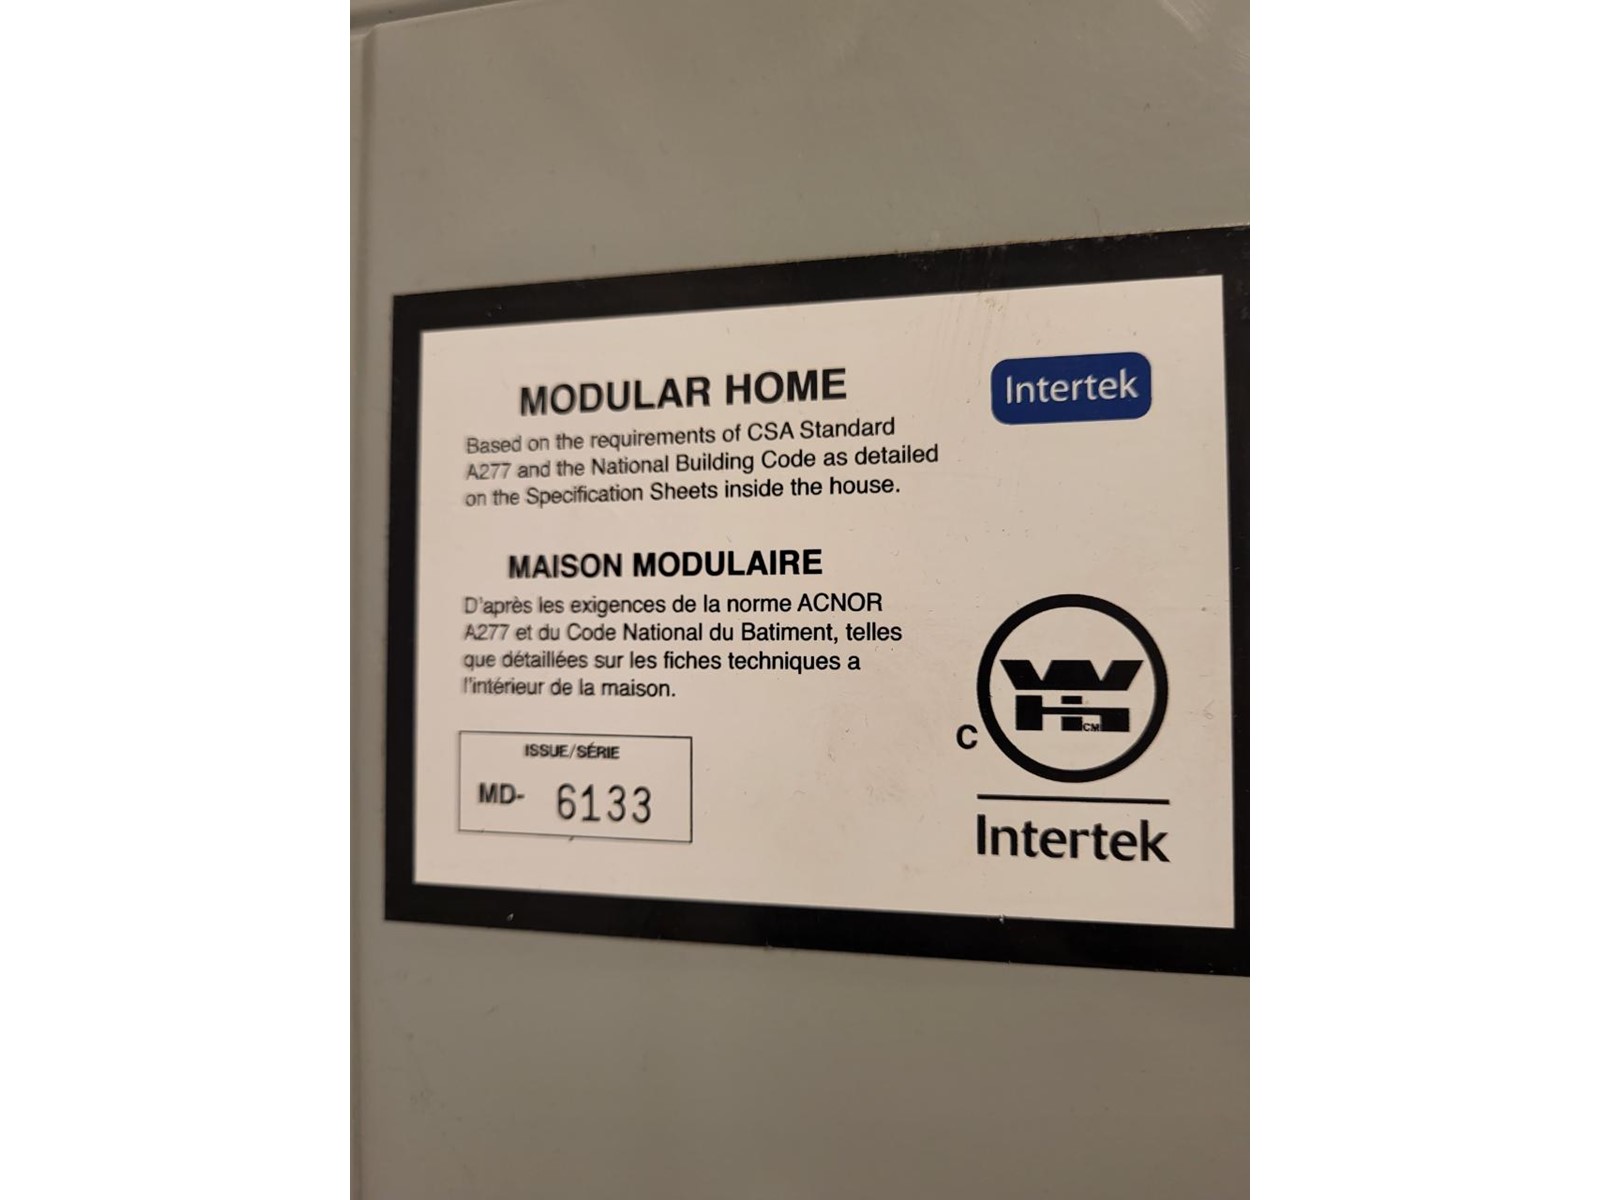 MODULAR HOME
Intertek
Based on the requirements of CSA Standard
A277 and the National Building Code as detailed
on the Specification Sheets inside the house.
MAISON MODULAIRE
D'après les exigences de la norme ACNOR
A277 et du Code National du Batiment, telles
que détaillées sur les fiches techniques a
l'intérieur de la maison.
ISSUE/SÉRIE
MD- 6133
WH
CM
C
Intertek